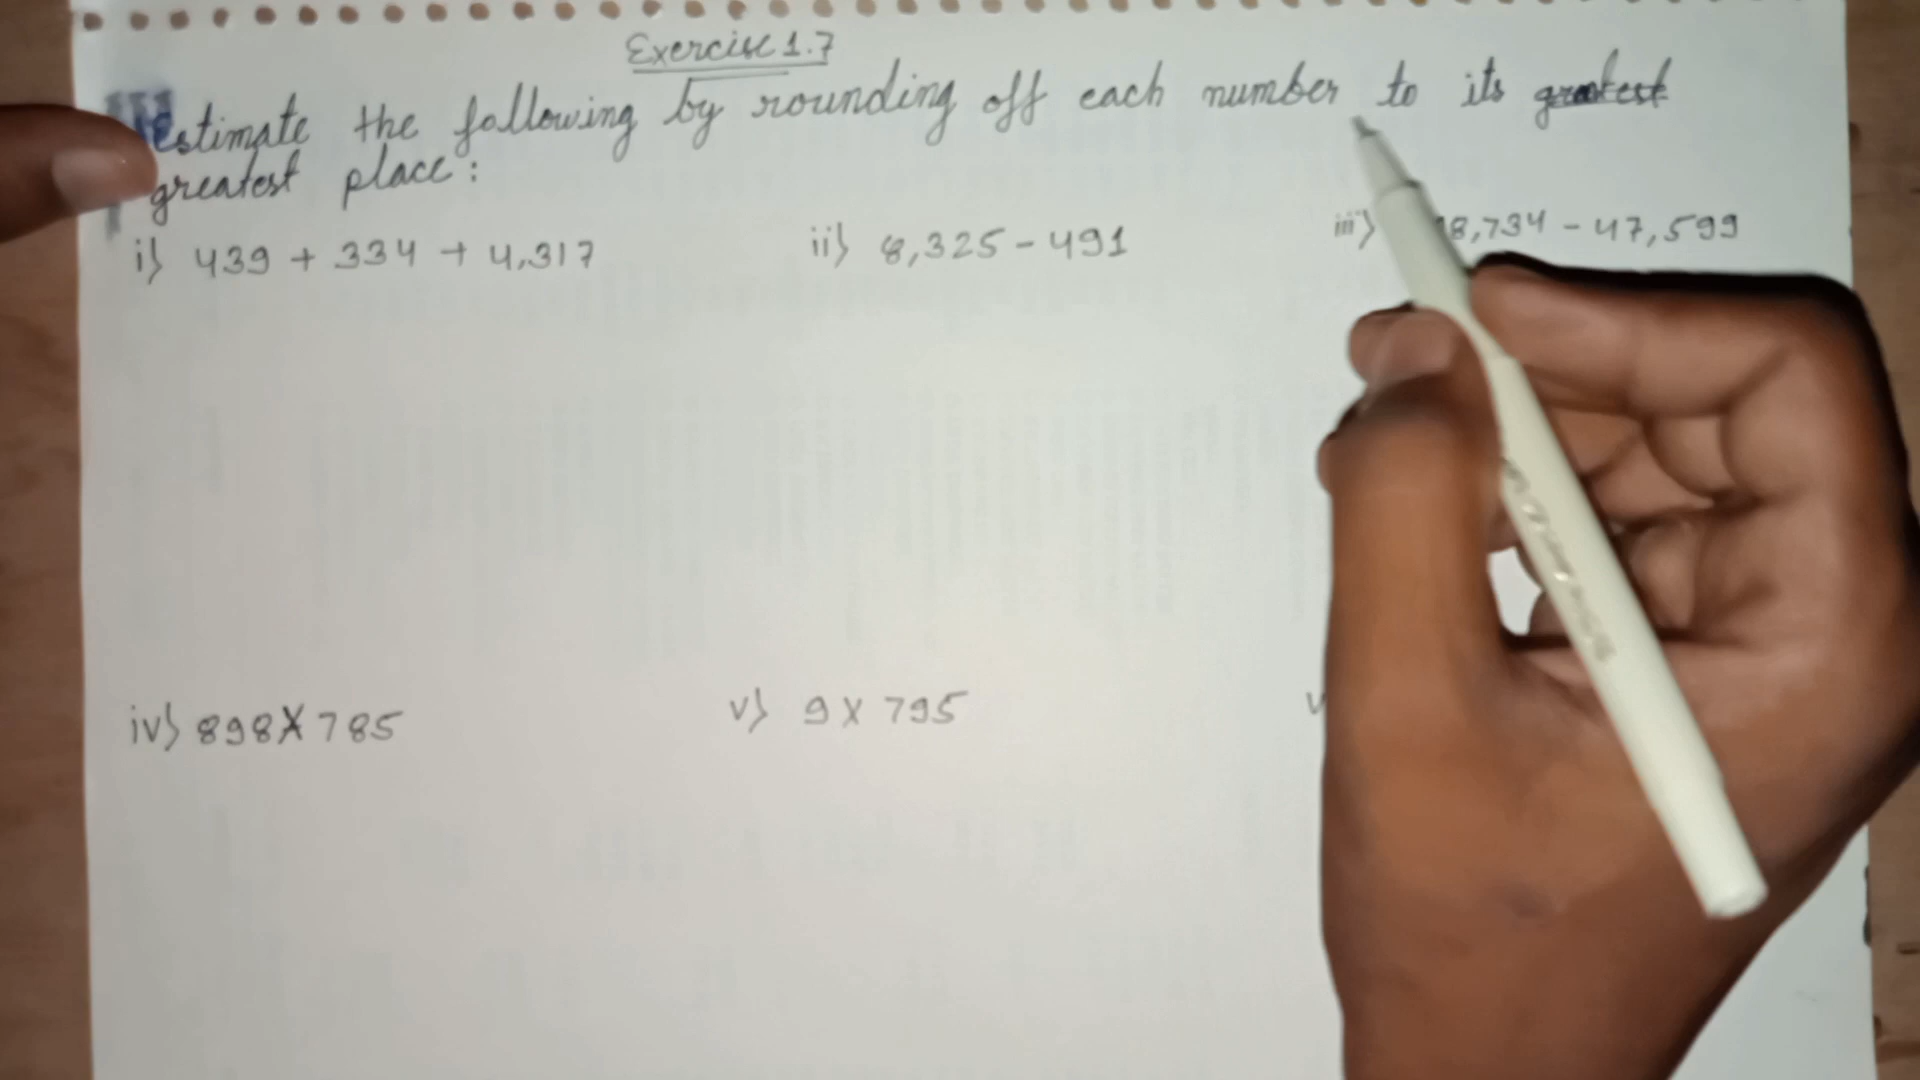 Exercise 1.7
Estimate the following by rounding off each number to its
greatest place:
i) 439 + 334 + 4,317 ii) 8,325 - 491 iii) 8,734 - 47,599
iv) 898 X 785 v) 9 X 795